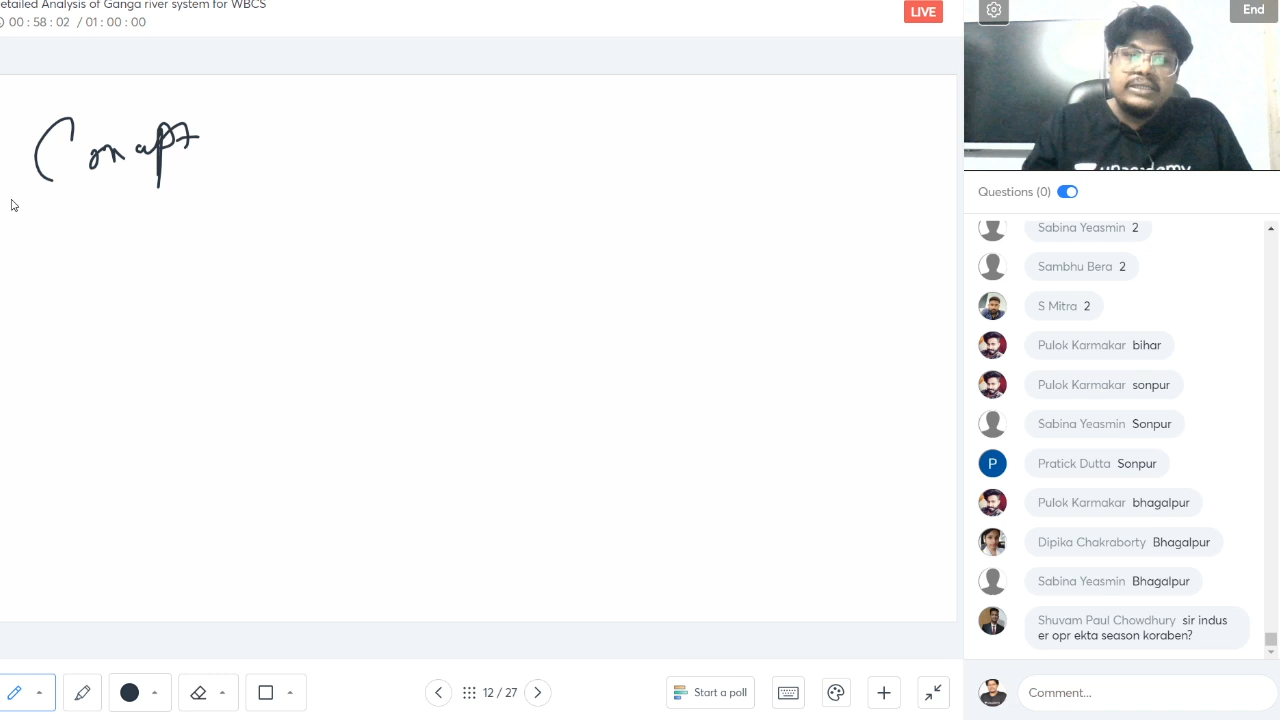 etailed Analysis of Ganga river system for WBCS
00 : 58 : 02 / 01 : 00 : 00
LIVE
End
Concept
unacademy
Questions (0)
Sabina Yeasmin 2
Sambhu Bera 2
S Mitra 2
Pulok Karmakar bihar
Pulok Karmakar sonpur
Sabina Yeasmin Sonpur
P
Pratick Dutta Sonpur
Pulok Karmakar bhagalpur
Dipika Chakraborty Bhagalpur
Sabina Yeasmin Bhagalpur
Shuvam Paul Chowdhury sir indus
er opr ekta season koraben?
12 / 27
Start a poll
Comment...